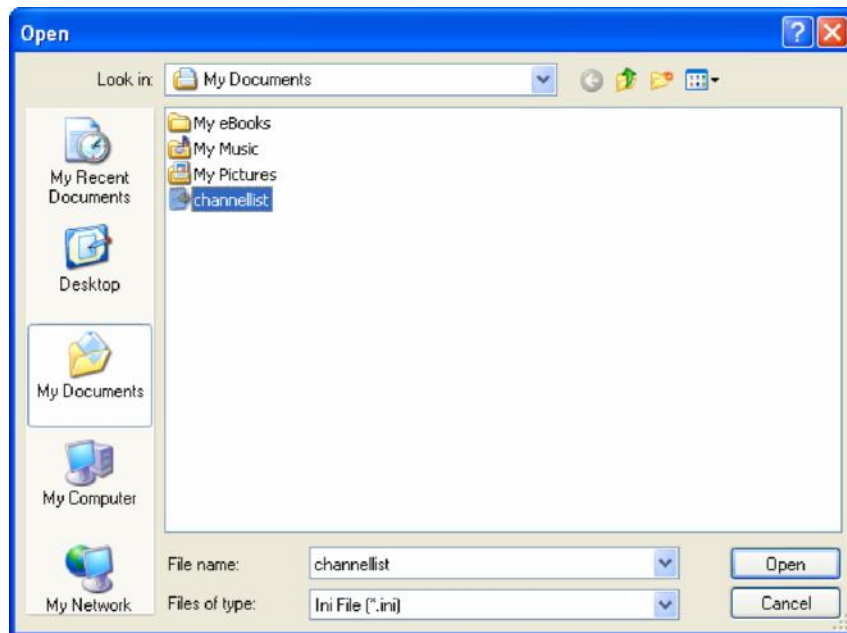 Open
Look in:
My Documents
My Recent
Documents
Desktop
My Documents
My Computer
My Network
My eBooks
My Music
My Pictures
channellist
File name:
channellist
Open
Files of type:
Ini File (*.ini)
Cancel